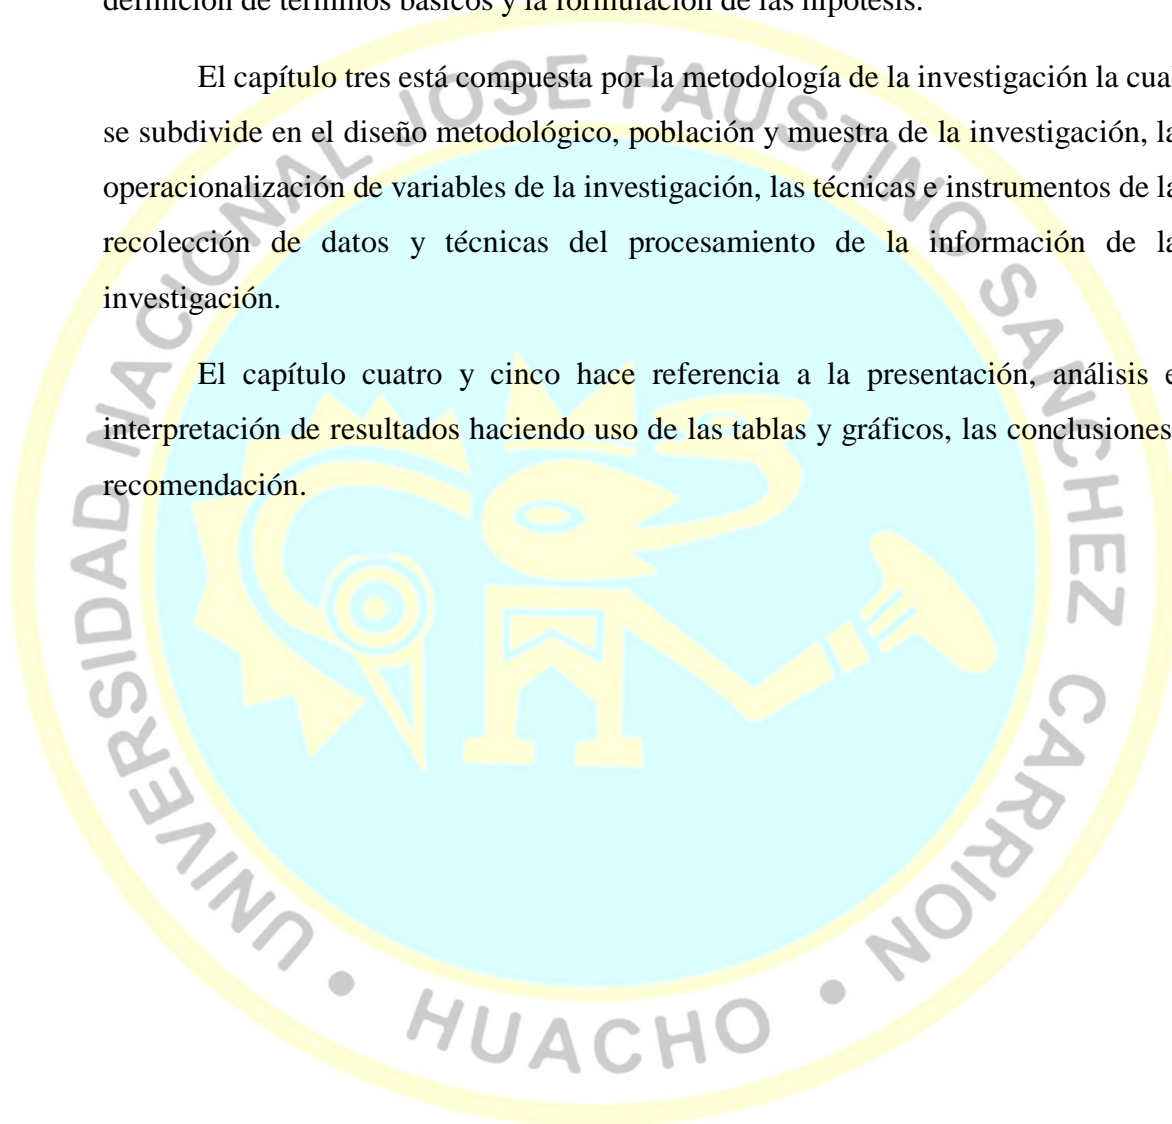 definición de términos básicos y la formulación de las hipótesis.
El capítulo tres está compuesta por la metodología de la investigación la cual
se subdivide en el diseño metodológico, población y muestra de la investigación, la
operacionalización de variables de la investigación, las técnicas e instrumentos de la
recolección de datos y técnicas del procesamiento de la información de la
investigación.
El capítulo cuatro y cinco hace referencia a la presentación, análisis e
interpretación de resultados haciendo uso de las tablas y gráficos, las conclusiones
recomendación.
UNIVERSIDAD NACIONAL JOSE FAUSTINO SANCHEZ CARRION
• HUACHO •